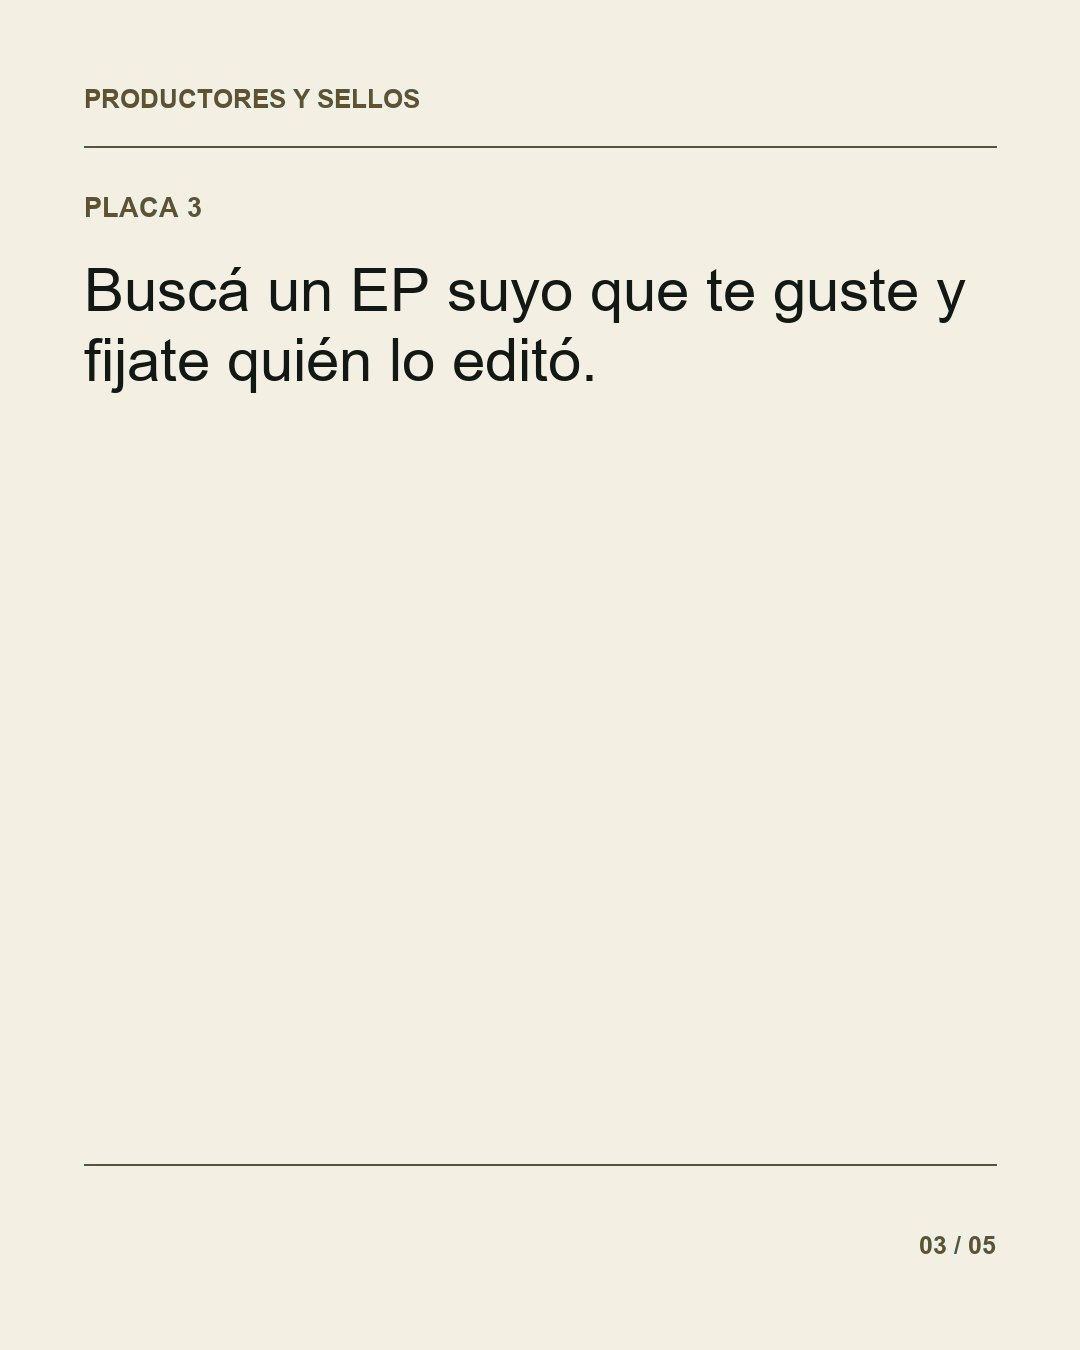 PRODUCTORES Y SELLOS
PLACA 3
Buscá un EP suyo que te guste y
fijate quién lo editó.
03 / 05